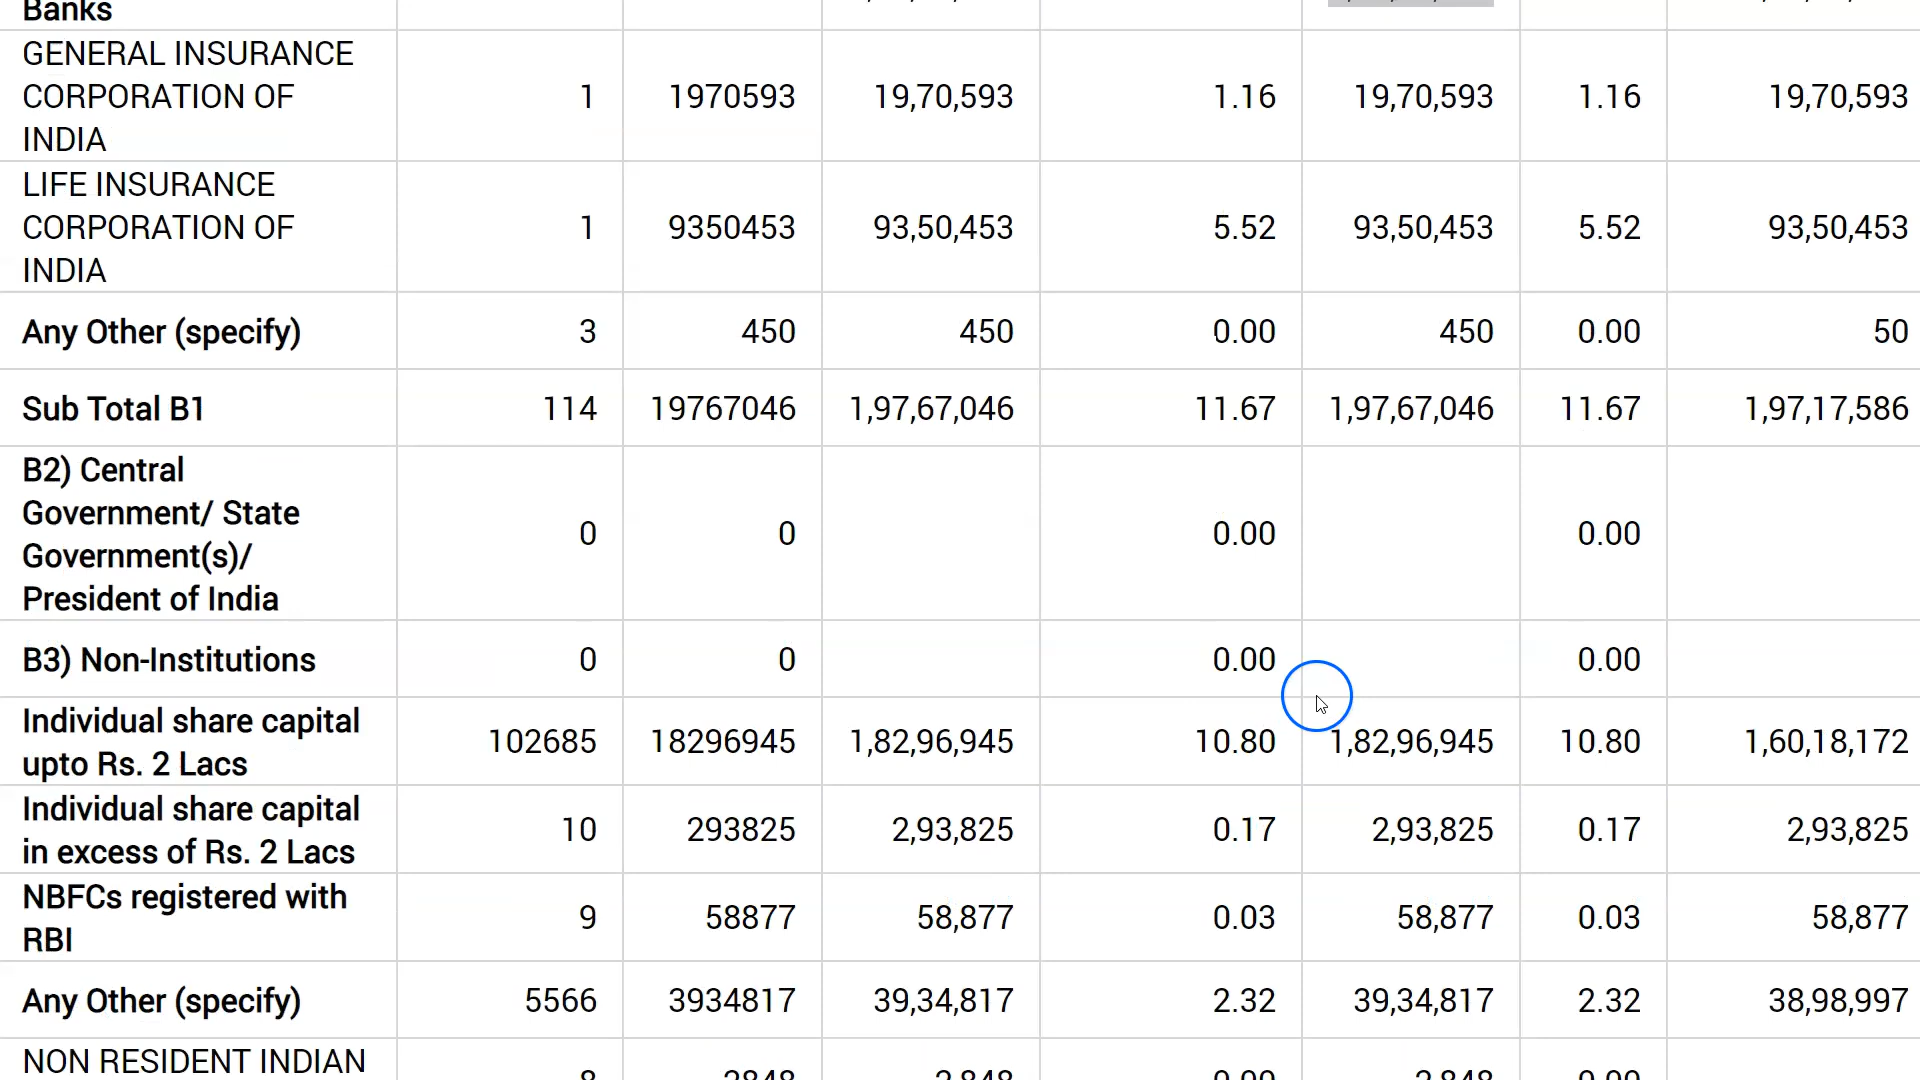 Banks
GENERAL INSURANCE
CORPORATION OF
INDIA
1 1970593 19,70,593 1.16 19,70,593 1.16 19,70,593
LIFE INSURANCE
CORPORATION OF
INDIA
1 9350453 93,50,453 5.52 93,50,453 5.52 93,50,453
Any Other (specify) 3 450 450 0.00 450 0.00 50
Sub Total B1 114 19767046 1,97,67,046 11.67 1,97,67,046 11.67 1,97,17,586
B2) Central
Government/ State
Government(s)/
President of India
0 0 0.00 0.00
B3) Non-Institutions 0 0 0.00 0.00
Individual share capital
upto Rs. 2 Lacs
102685 18296945 1,82,96,945 10.80 1,82,96,945 10.80 1,60,18,172
Individual share capital
in excess of Rs. 2 Lacs
10 293825 2,93,825 0.17 2,93,825 0.17 2,93,825
NBFCs registered with
RBI
9 58877 58,877 0.03 58,877 0.03 58,877
Any Other (specify) 5566 3934817 39,34,817 2.32 39,34,817 2.32 38,98,997
NON RESIDENT INDIAN